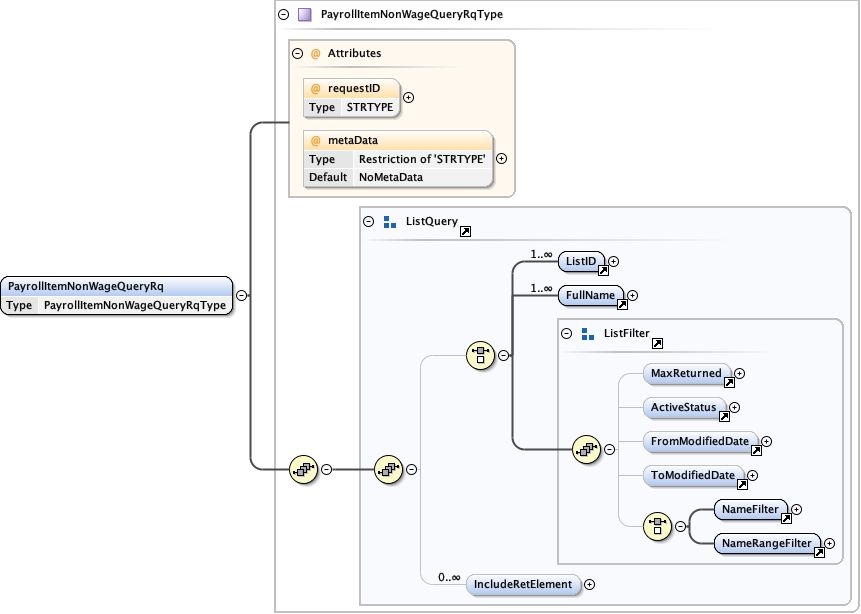 PayrollItemNonWageQueryRqType
@ Attributes
@ requestID
Type STRTYPE
@ metaData
Type Restriction of 'STRTYPE'
Default NoMetaData
ListQuery
1..∞ ListID
PayrollItemNonWageQueryRq
Type PayrollItemNonWageQueryRqType
1..∞ FullName
ListFilter
MaxReturned
ActiveStatus
FromModifiedDate
ToModifiedDate
NameFilter
NameRangeFilter
0..∞ IncludeRetElement